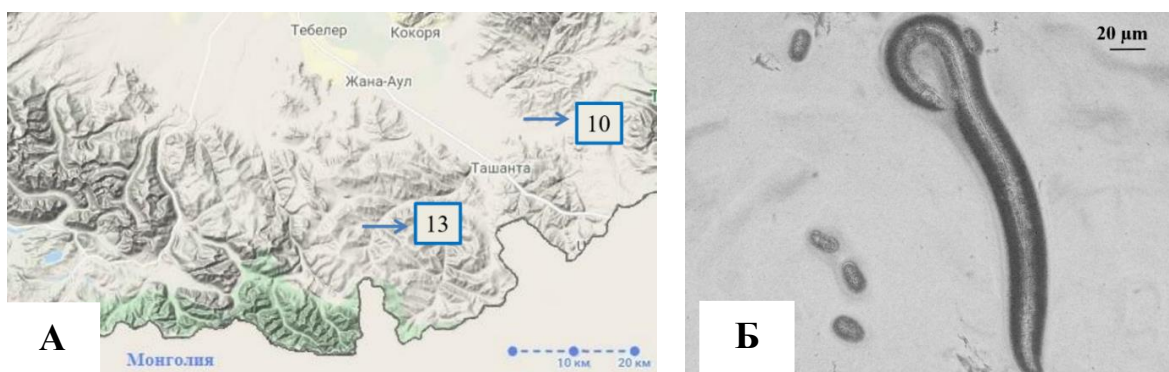 Тебелер
Кокоря
Жана-Аул
10
Ташанта
13
А
Монголия
10 км
20 км
20 µm
Б